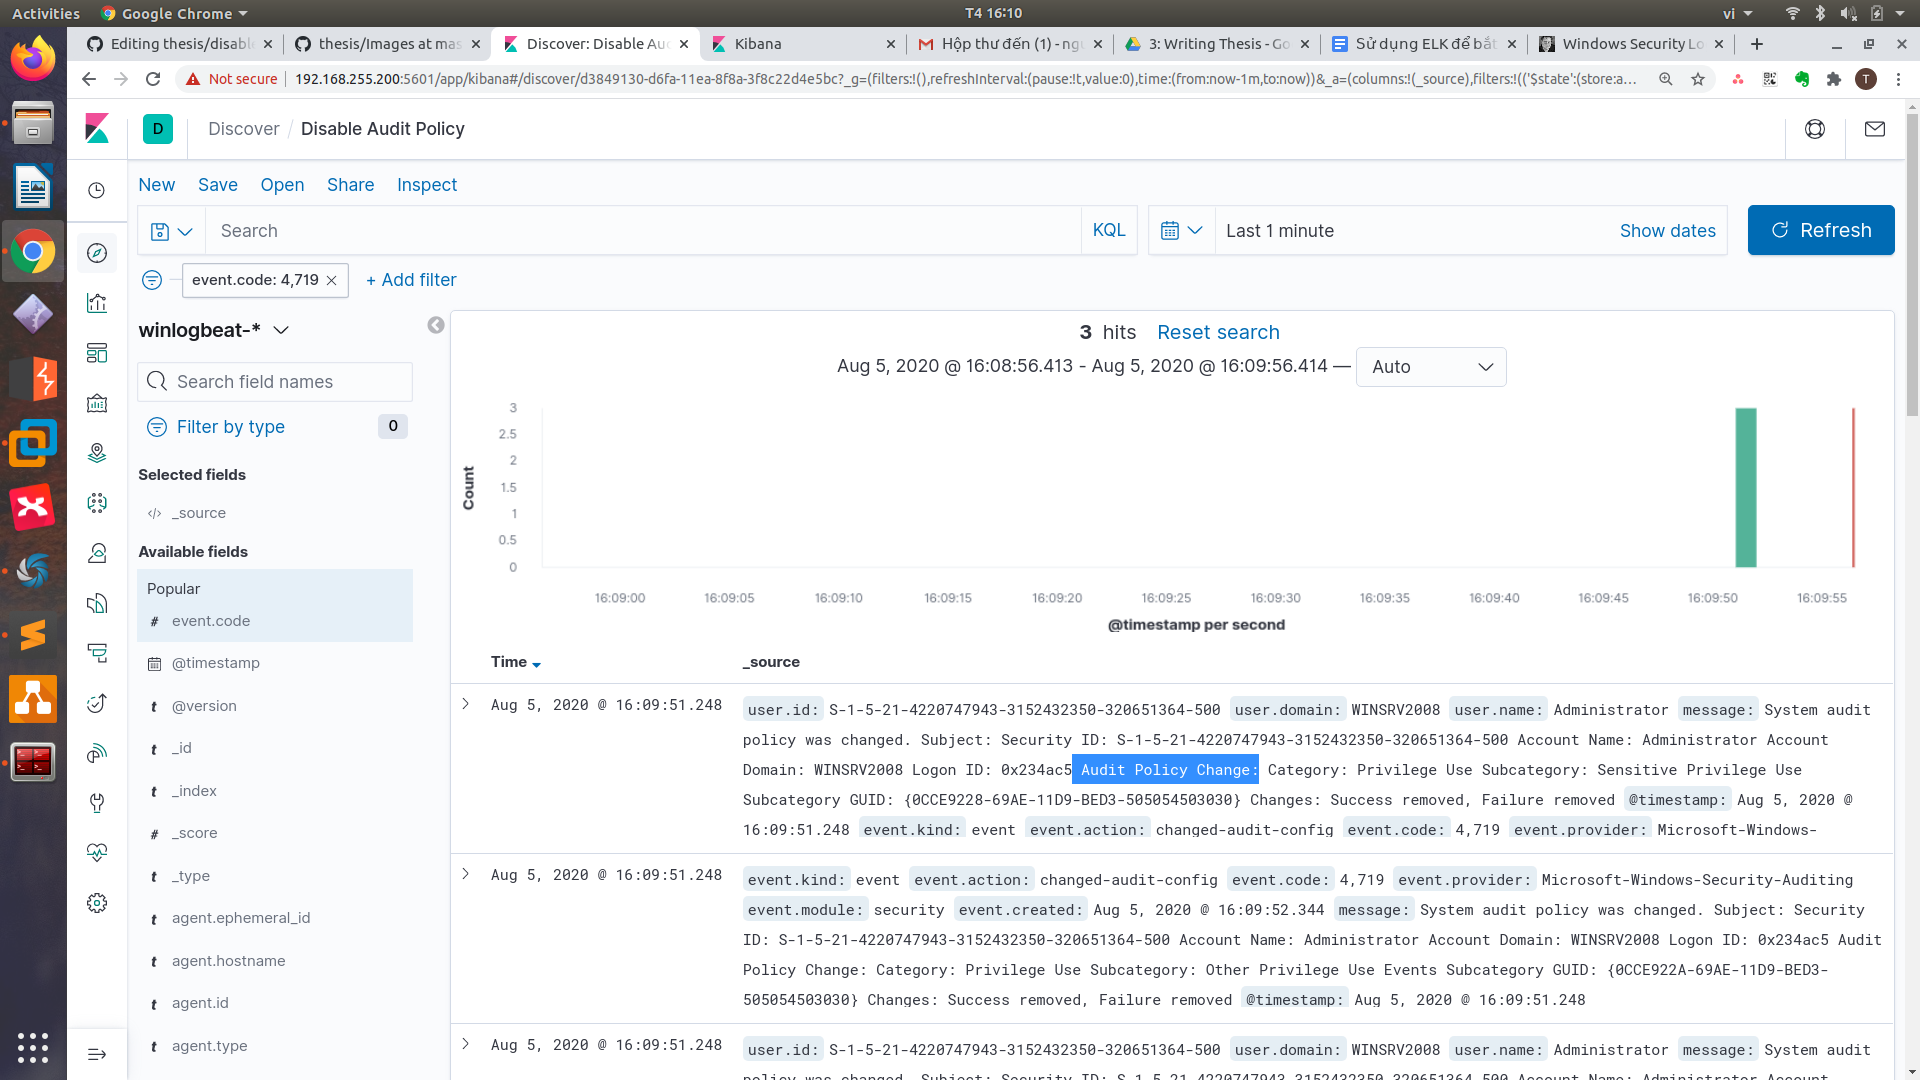 Activities Google Chrome T4 16:10 vi
Editing thesis/disabl
thesis/Images at mas
Discover: Disable Au
Kibana
Hộp thư đến (1) - ngu
3: Writing Thesis - Go
Sử dụng ELK để bắt
Windows Security Lo
Not secure 192.168.255.200:5601/app/kibana#/discover/d3849130-d6fa-11ea-8f8a-3f8c22d4e5bc?_g=(filters:!(),refreshInterval:(pause:!t,value:0),time:(from:now-1m,to:now))&_a=(columns:!(_source),filters:!(('$state':(store:a... T
D Discover / Disable Audit Policy
New Save Open Share Inspect
Search KQL Last 1 minute Show dates Refresh
event.code: 4,719 × + Add filter
winlogbeat-*
Search field names
Filter by type 0
Selected fields
</> _source
Available fields
Popular
# event.code
@timestamp
t @version
t _id
t _index
# _score
t _type
t agent.ephemeral_id
t agent.hostname
t agent.id
t agent.type
3 hits Reset search
Aug 5, 2020 @ 16:08:56.413 - Aug 5, 2020 @ 16:09:56.414 — Auto
3
2.5
2
1.5
1
0.5
0
Count
16:09:00 16:09:05 16:09:10 16:09:15 16:09:20 16:09:25 16:09:30 16:09:35 16:09:40 16:09:45 16:09:50 16:09:55
@timestamp per second
Time _source
Aug 5, 2020 @ 16:09:51.248 user.id: S-1-5-21-4220747943-3152432350-320651364-500 user.domain: WINSRV2008 user.name: Administrator message: System audit
policy was changed. Subject: Security ID: S-1-5-21-4220747943-3152432350-320651364-500 Account Name: Administrator Account
Domain: WINSRV2008 Logon ID: 0x234ac5 Audit Policy Change: Category: Privilege Use Subcategory: Sensitive Privilege Use
Subcategory GUID: {0CCE9228-69AE-11D9-BED3-505054503030} Changes: Success removed, Failure removed @timestamp: Aug 5, 2020 @
16:09:51.248 event.kind: event event.action: changed-audit-config event.code: 4,719 event.provider: Microsoft-Windows-
Aug 5, 2020 @ 16:09:51.248 event.kind: event event.action: changed-audit-config event.code: 4,719 event.provider: Microsoft-Windows-Security-Auditing
event.module: security event.created: Aug 5, 2020 @ 16:09:52.344 message: System audit policy was changed. Subject: Security
ID: S-1-5-21-4220747943-3152432350-320651364-500 Account Name: Administrator Account Domain: WINSRV2008 Logon ID: 0x234ac5 Audit
Policy Change: Category: Privilege Use Subcategory: Other Privilege Use Events Subcategory GUID: {0CCE922A-69AE-11D9-BED3-
505054503030} Changes: Success removed, Failure removed @timestamp: Aug 5, 2020 @ 16:09:51.248
Aug 5, 2020 @ 16:09:51.248 user.id: S-1-5-21-4220747943-3152432350-320651364-500 user.domain: WINSRV2008 user.name: Administrator message: System audit
policy was changed. Subject: Security ID: S-1-5-21-4220747943-3152432350-320651364-500 Account Name: Administrator Account